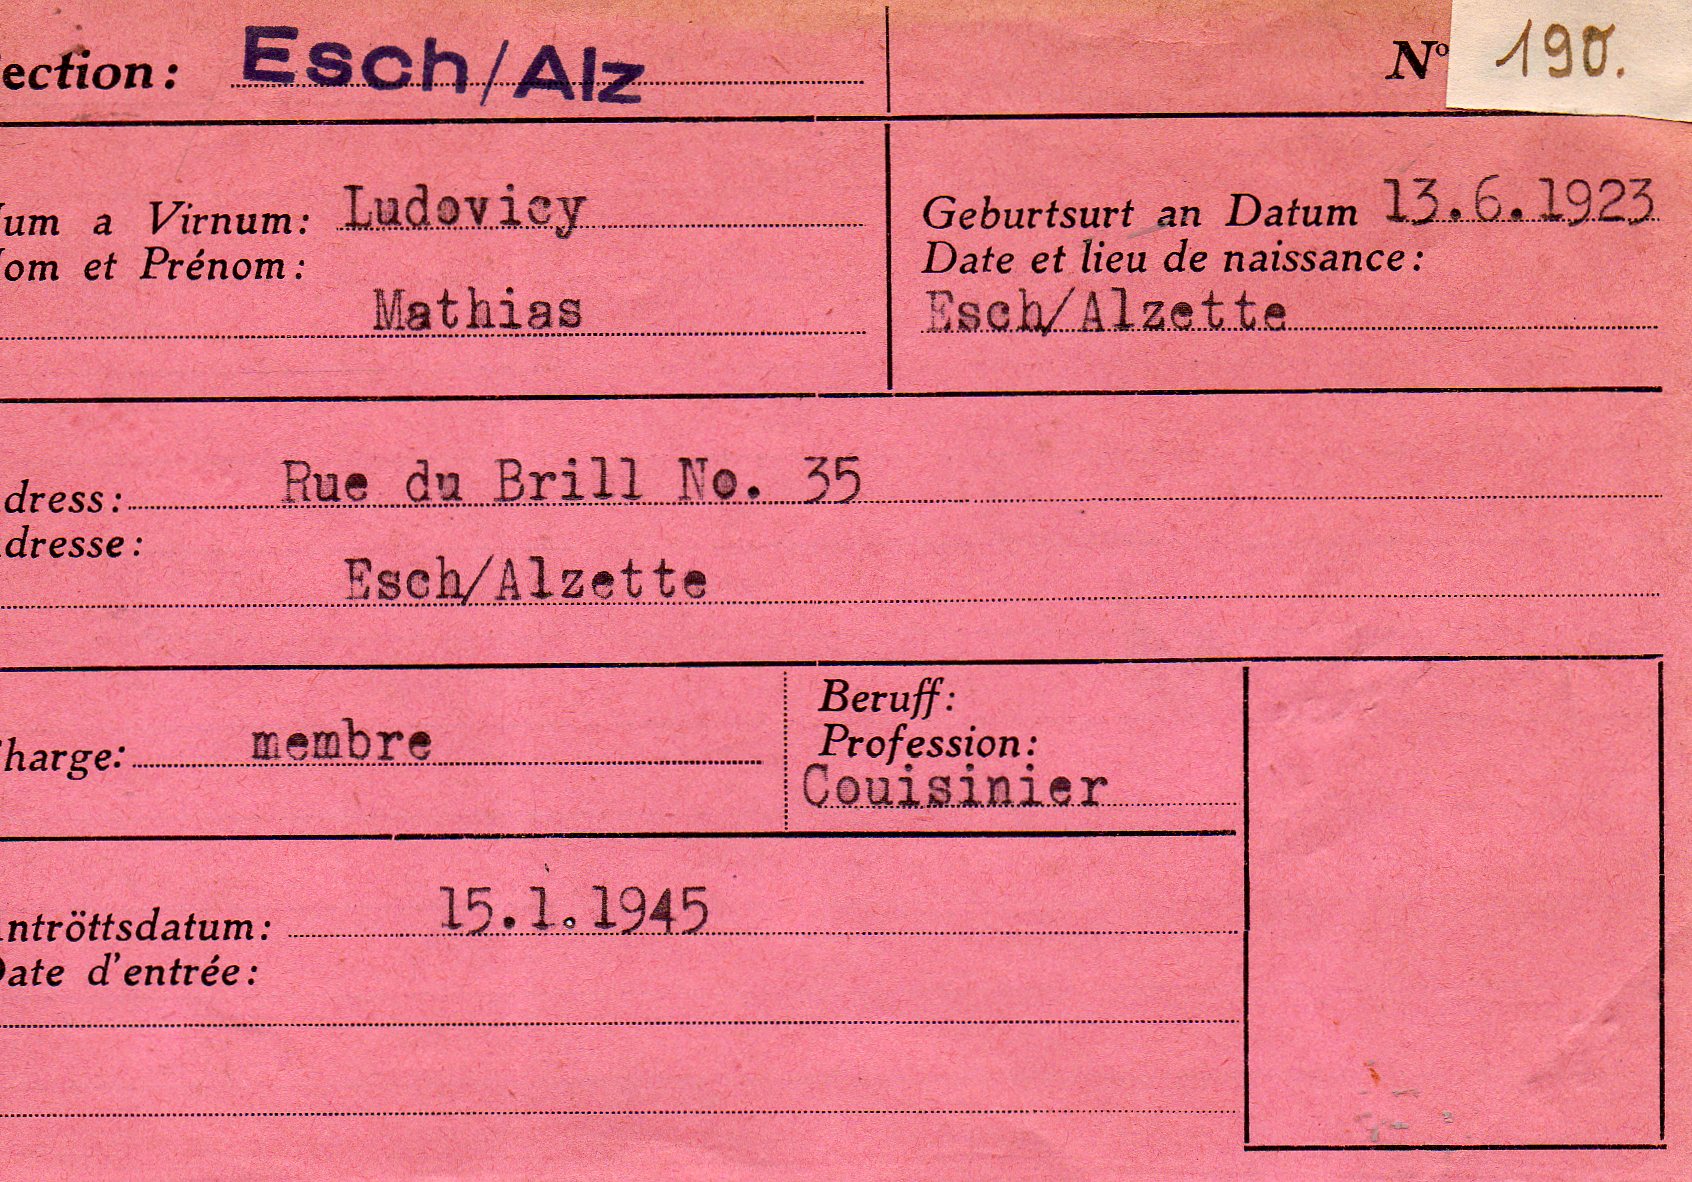 ection: Esch/Alz Nº 190.
um a Virnum: Ludovicy
om et Prénom:
Mathias
Geburtsurt an Datum 13.6.1923
Date et lieu de naissance:
Esch/Alzette
dress: Rue du Brill No. 35
dresse:
Esch/Alzette
harge: membre
Beruff:
Profession:
Couisinier
ntröttsdatum: 15.1.1945
ate d'entrée: